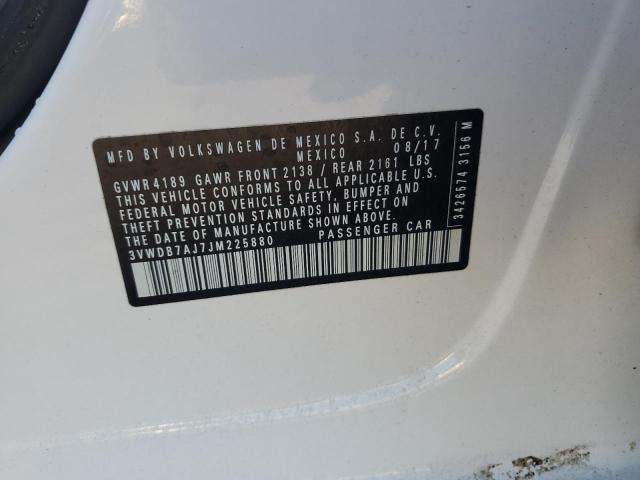 MFD BY VOLKSWAGEN DE MEXICO S.A. DE C.V.
MEXICO 08/17
GVWR 4189 GAWR FRONT 2138 / REAR 2161 LBS
THIS VEHICLE CONFORMS TO ALL APPLICABLE U.S.
FEDERAL MOTOR VEHICLE SAFETY, BUMPER AND
THEFT PREVENTION STANDARDS IN EFFECT ON
THE DATE OF MANUFACTURE SHOWN ABOVE.
3VWDB7AJ7JM225880 PASSENGER CAR
3426574 3156 M